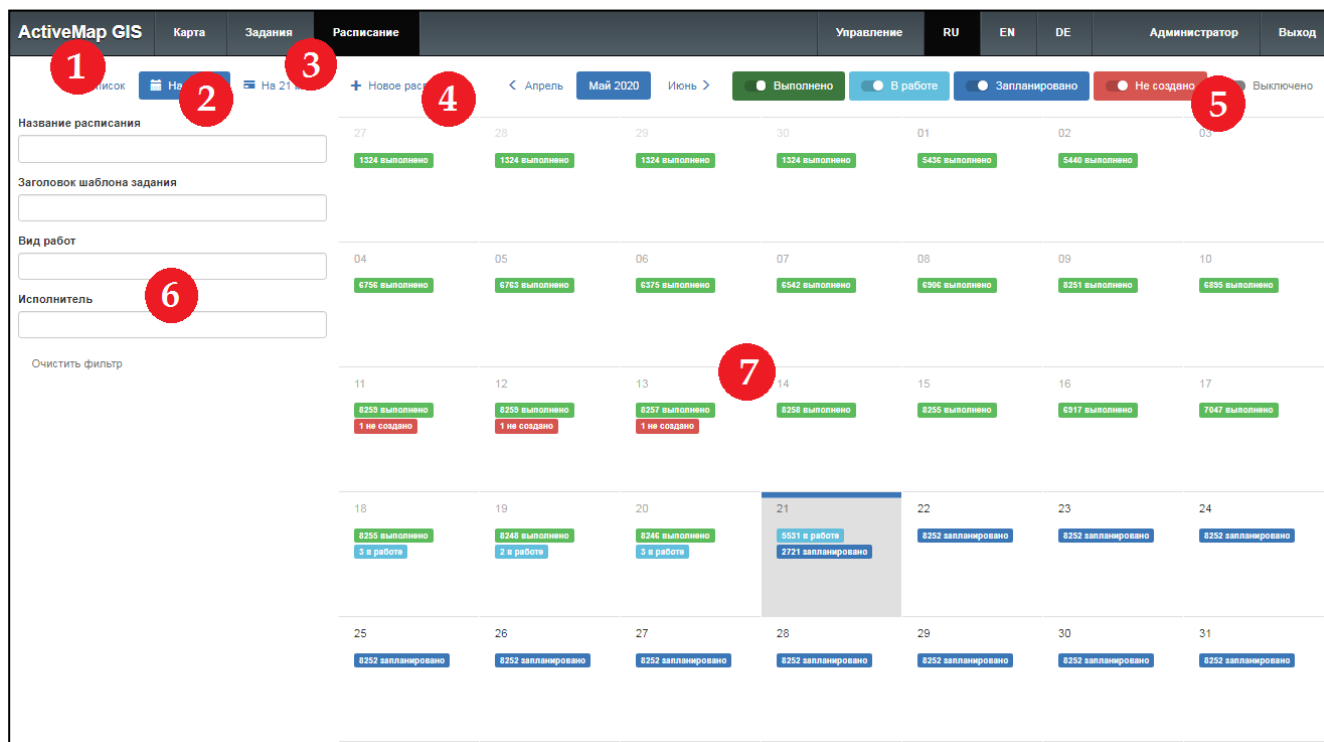 ActiveMap GIS Карта Задания Расписание Управление RU EN DE Администратор Выход
1 2 3 4 5
На 21 Апрель Май 2020 Июнь Выполнено В работе Запланировано Не создано Выключено
Название расписания
27 28 29 30 01 02 03
1324 выполнено 1324 выполнено 1324 выполнено 1324 выполнено 5436 выполнено 5440 выполнено
Заголовок шаблона задания
Вид работ
04 05 06 07 08 09 10
6756 выполнено 6763 выполнено 6375 выполнено 6542 выполнено 6906 выполнено 8251 выполнено 6895 выполнено
6
Исполнитель
Очистить фильтр
7
11 12 13 14 15 16 17
8259 выполнено 8259 выполнено 8257 выполнено 8258 выполнено 8255 выполнено 6917 выполнено 7047 выполнено
1 не создано 1 не создано 1 не создано
18 19 20 21 22 23 24
8255 выполнено 8248 выполнено 8246 выполнено 5531 в работе 8252 запланировано 8252 запланировано 8252 запланировано
3 в работе 2 в работе 3 в работе 2721 запланировано
25 26 27 28 29 30 31
8252 запланировано 8252 запланировано 8252 запланировано 8252 запланировано 8252 запланировано 8252 запланировано 8252 запланировано